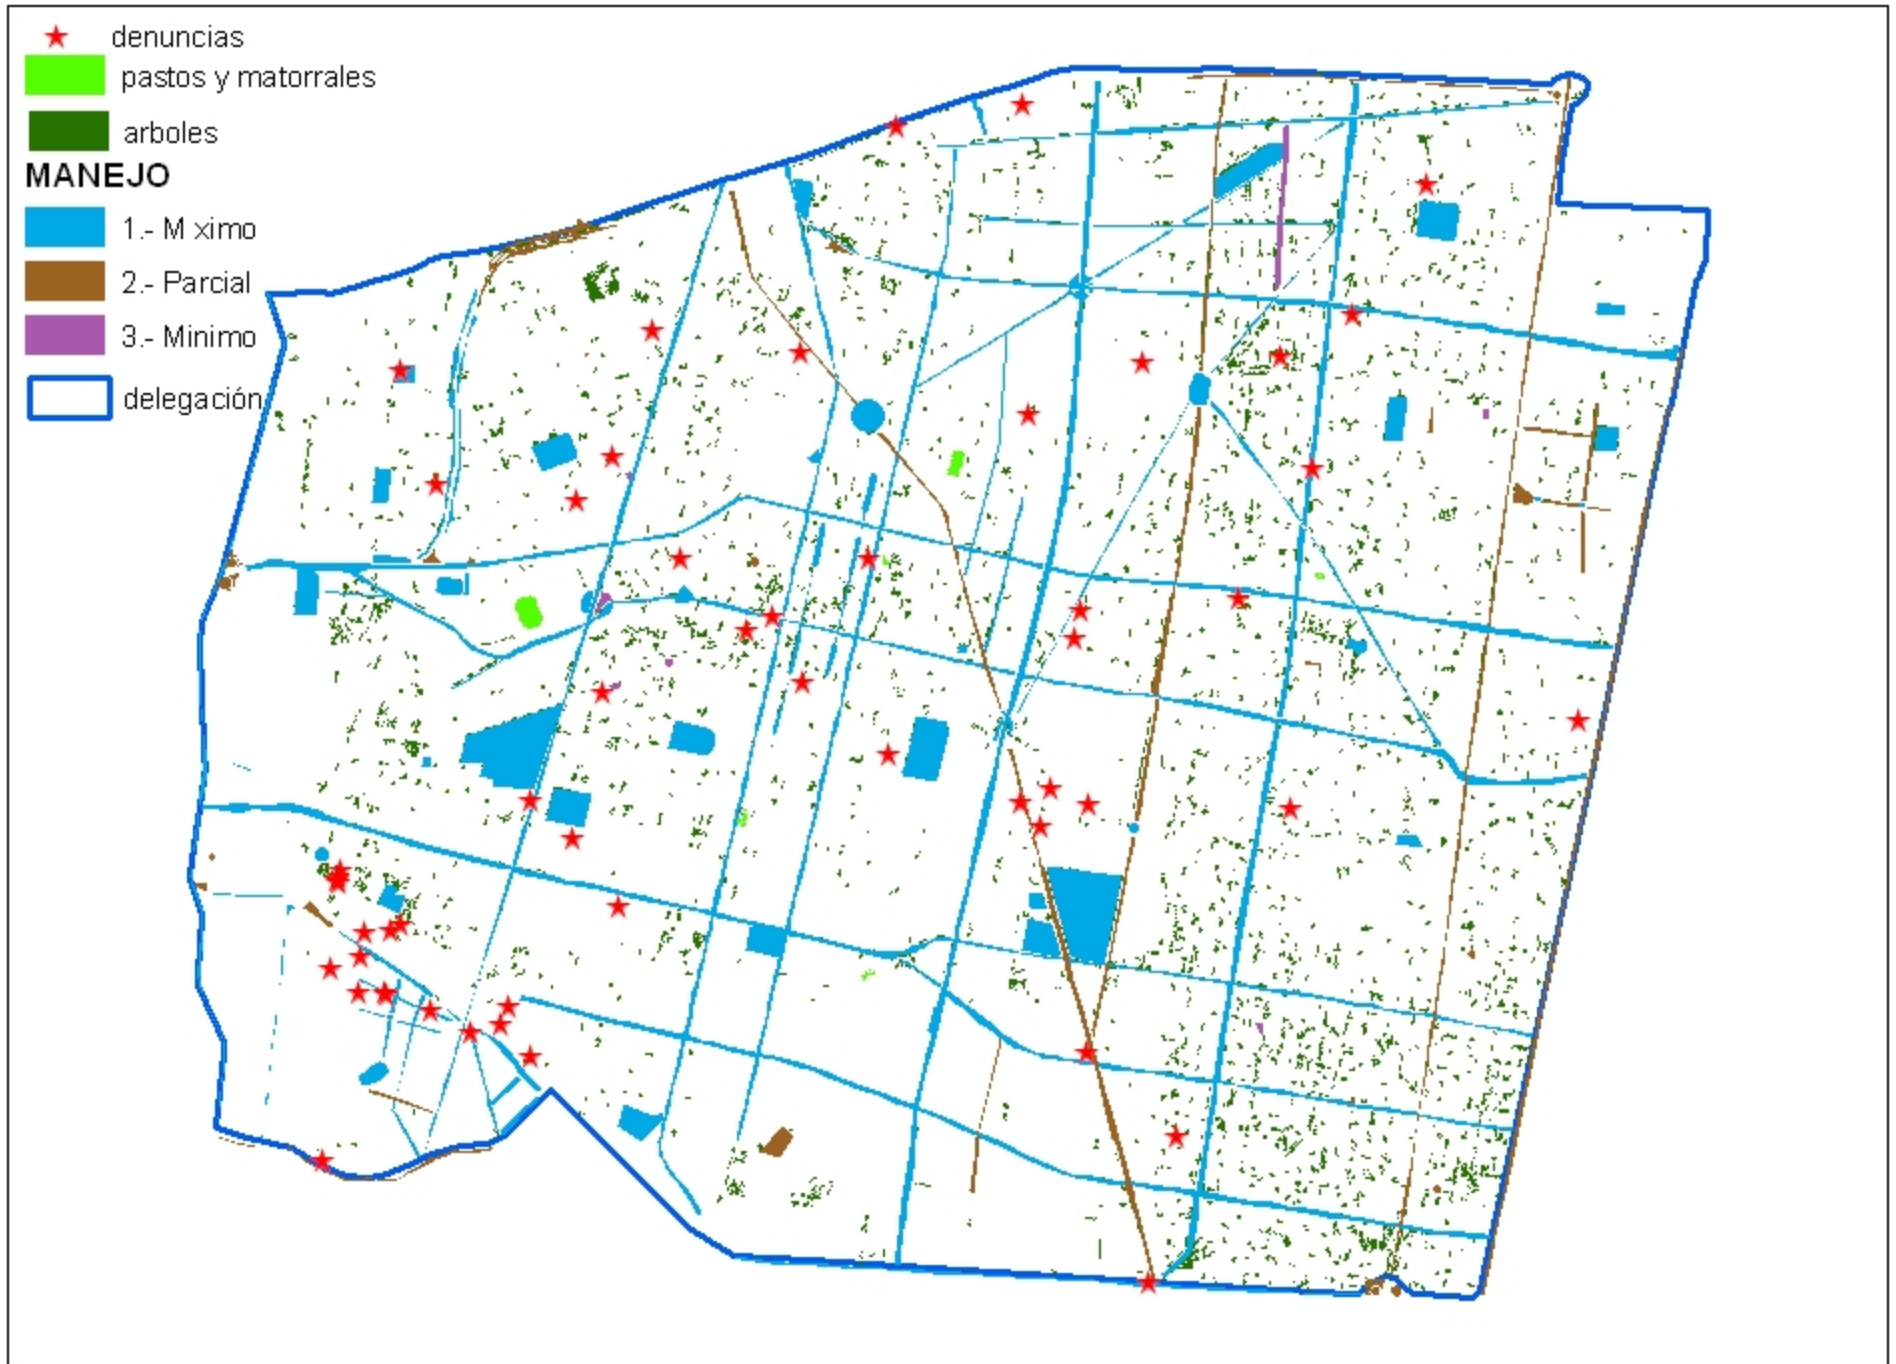 denuncias
pastos y matorrales
arboles
MANEJO
1.- M ximo
2.- Parcial
3.- Minimo
delegación